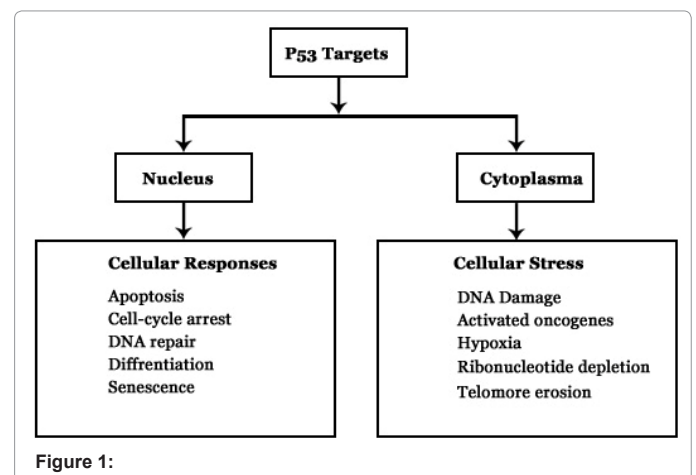 P53 Targets
Nucleus
Cytoplasma
Cellular Responses
Apoptosis
Cell-cycle arrest
DNA repair
Diffrentiation
Senescence
Cellular Stress
DNA Damage
Activated oncogenes
Hypoxia
Ribonucleotide depletion
Telomore erosion
Figure 1: